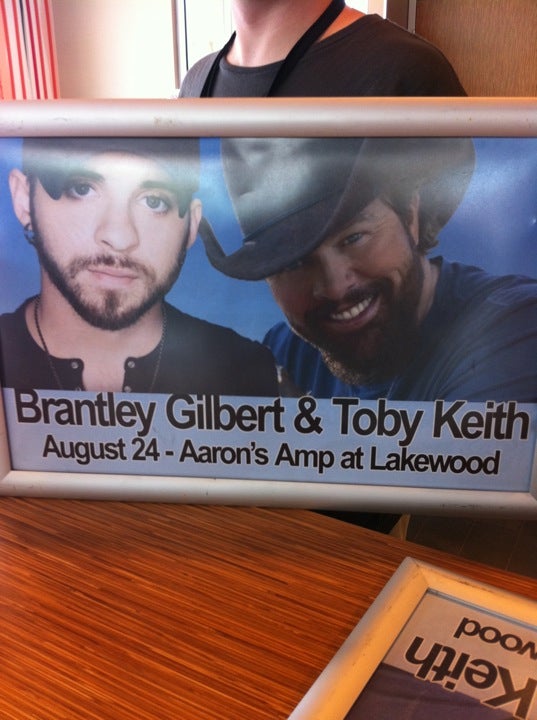 Brantley Gilbert & Toby Keith
August 24 - Aaron's Amp at Lakewood
Keith
wood